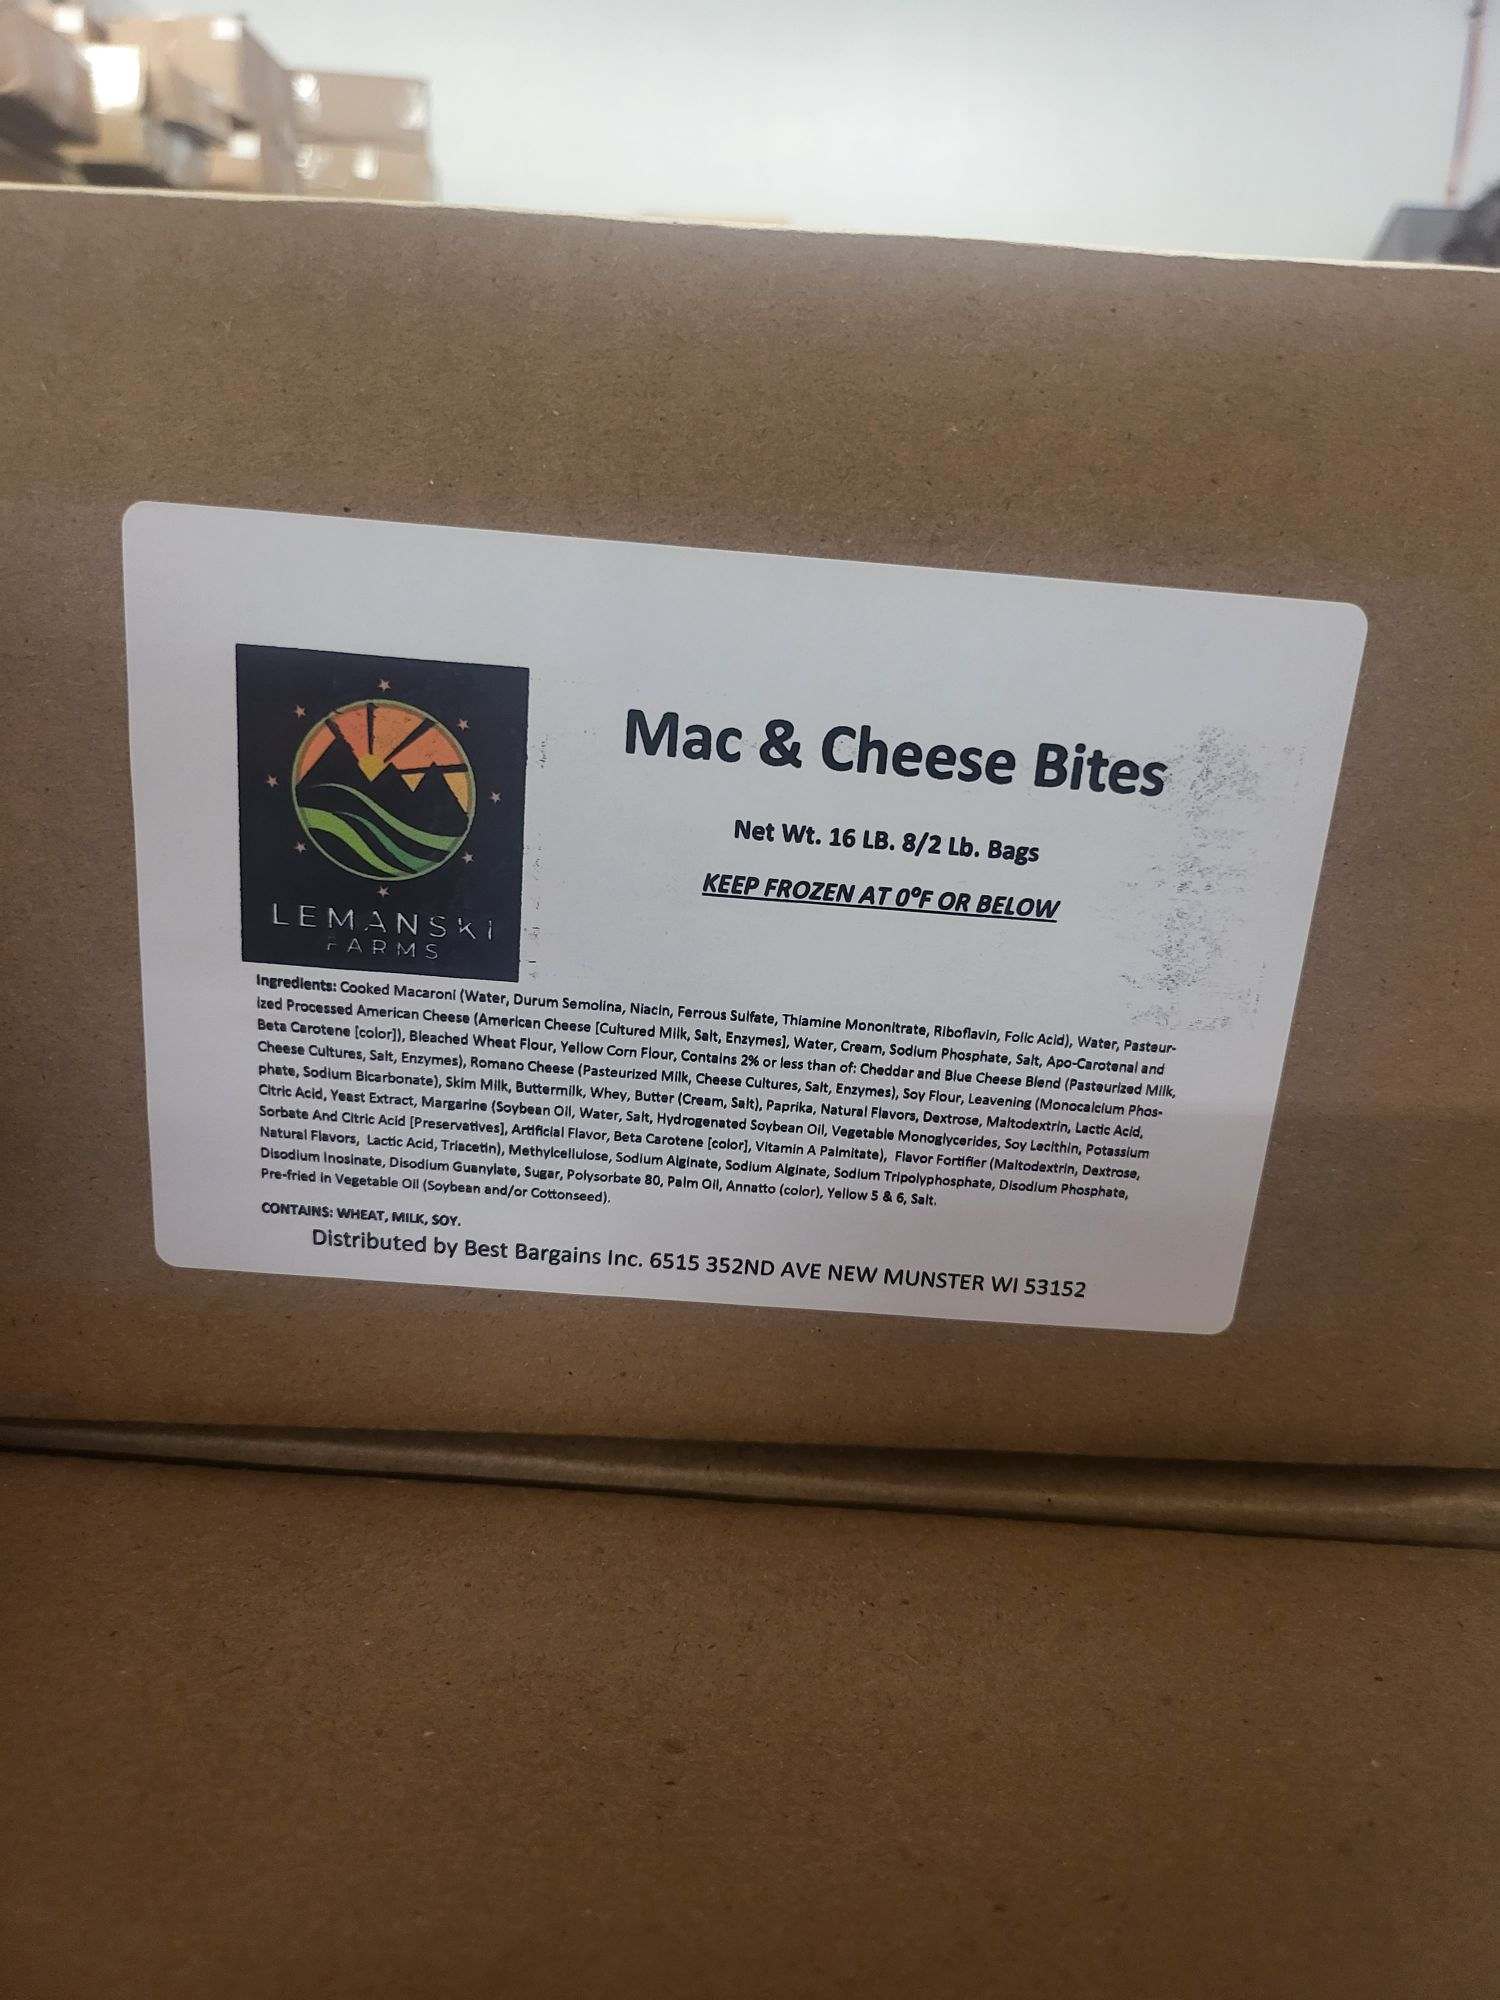 Mac & Cheese Bites
Net Wt. 16 LB. 8/2 Lb. Bags
KEEP FROZEN AT 0ºF OR BELOW
LEMANSKI
FARMS
Ingredients: Cooked Macaroni (Water, Durum Semolina, Niacin, Ferrous Sulfate, Thiamine Mononitrate, Riboflavin, Folic Acid), Water, Pasteur-
ized Processed American Cheese (American Cheese [Cultured Milk, Salt, Enzymes], Water, Cream, Sodium Phosphate, Salt, Apo-Carotenal and
Beta Carotene [color]), Bleached Wheat Flour, Yellow Corn Flour, Contains 2% or less than of: Cheddar and Blue Cheese Blend (Pasteurized Milk,
Cheese Cultures, Salt, Enzymes), Romano Cheese (Pasteurized Milk, Cheese Cultures, Salt, Enzymes), Soy Flour, Leavening (Monocalcium Phos-
phate, Sodium Bicarbonate), Skim Milk, Buttermilk, Whey, Butter (Cream, Salt), Paprika, Natural Flavors, Dextrose, Maltodextrin, Lactic Acid,
Citric Acid, Yeast Extract, Margarine (Soybean Oil, Water, Salt, Hydrogenated Soybean Oil, Vegetable Monoglycerides, Soy Lecithin, Potassium
Sorbate And Citric Acid [Preservatives], Artificial Flavor, Beta Carotene [color], Vitamin A Palmitate), Flavor Fortifier (Maltodextrin, Dextrose,
Natural Flavors, Lactic Acid, Triacetin), Methylcellulose, Sodium Alginate, Sodium Alginate, Sodium Tripolyphosphate, Disodium Phosphate,
Disodium Inosinate, Disodium Guanylate, Sugar, Polysorbate 80, Palm Oil, Annatto (color), Yellow 5 & 6, Salt.
Pre-fried in Vegetable Oil (Soybean and/or Cottonseed).
CONTAINS: WHEAT, MILK, SOY.
Distributed by Best Bargains Inc. 6515 352ND AVE NEW MUNSTER WI 53152